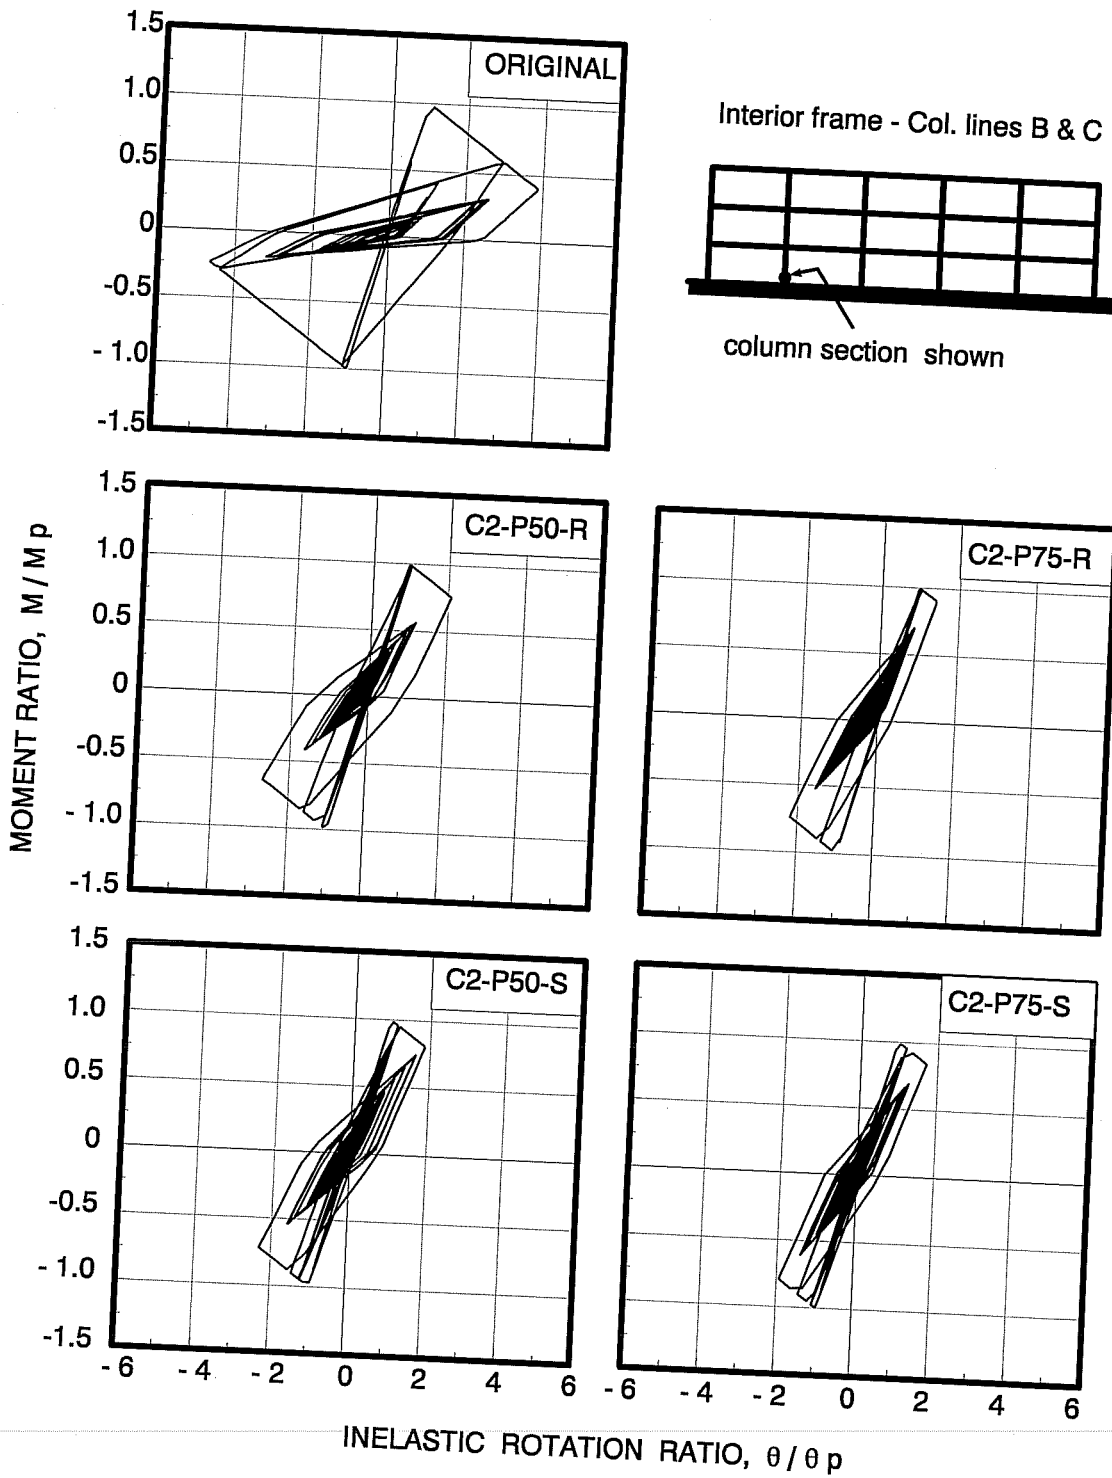 1.5
ORIGINAL
1.0
0.5
0
-0.5
- 1.0
-1.5
Interior frame - Col. lines B & C
column section shown
MOMENT RATIO, M / M p
1.5
C2-P50-R
1.0
0.5
0
-0.5
- 1.0
-1.5
C2-P75-R
1.5
C2-P50-S
1.0
0.5
0
-0.5
- 1.0
-1.5
- 6 - 4 - 2 0 2 4 6
C2-P75-S
- 6 - 4 - 2 0 2 4 6
INELASTIC ROTATION RATIO, θ / θ p